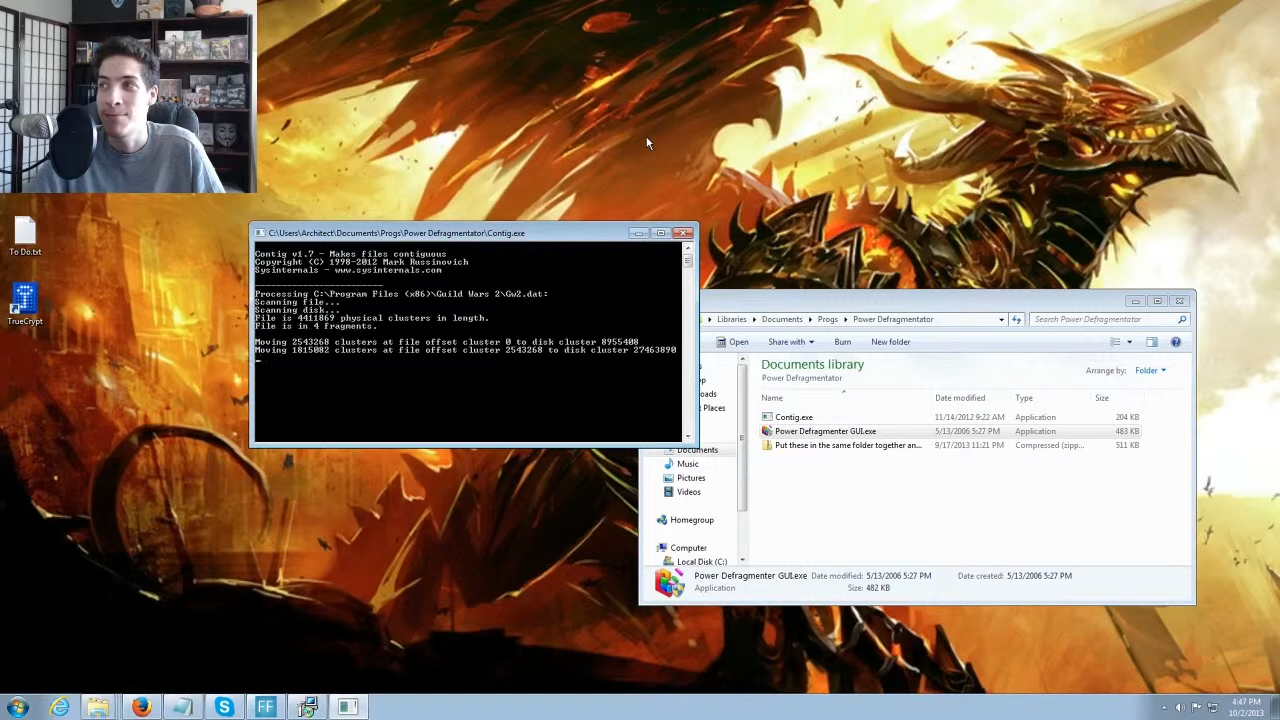 To Do.txt
TrueCrypt
C:\Users\Architect\Documents\Progs\Power Defragmentator\Contig.exe
Contig v1.7 - Makes files contiguous
Copyright (C) 1998-2012 Mark Russinovich
Sysinternals - www.sysinternals.com
------------------------
Processing C:\Program Files (x86)\Guild Wars 2\Gw2.dat:
Scanning file...
Scanning disk...
File is 4411869 physical clusters in length.
File is in 4 fragments.
Moving 2543268 clusters at file offset cluster 0 to disk cluster 8955408
Moving 1815082 clusters at file offset cluster 2543268 to disk cluster 27463890
Libraries Documents Progs Power Defragmentator
Search Power Defragmentator
Open Share with Burn New folder
Documents library
Power Defragmentator
Arrange by: Folder
Name Date modified Type Size
Contig.exe 11/14/2012 9:22 AM Application 204 KB
Power Defragmenter GUI.exe 5/13/2006 5:27 PM Application 483 KB
Put these in the same folder together an... 9/17/2013 11:21 PM Compressed (zipp... 511 KB
oads
t Places
Documents
Music
Pictures
Videos
Homegroup
Computer
Local Disk (C:)
Power Defragmenter GUI.exe Date modified: 5/13/2006 5:27 PM Date created: 5/13/2006 5:27 PM
Application Size: 482 KB
FF
4:47 PM
10/2/2013